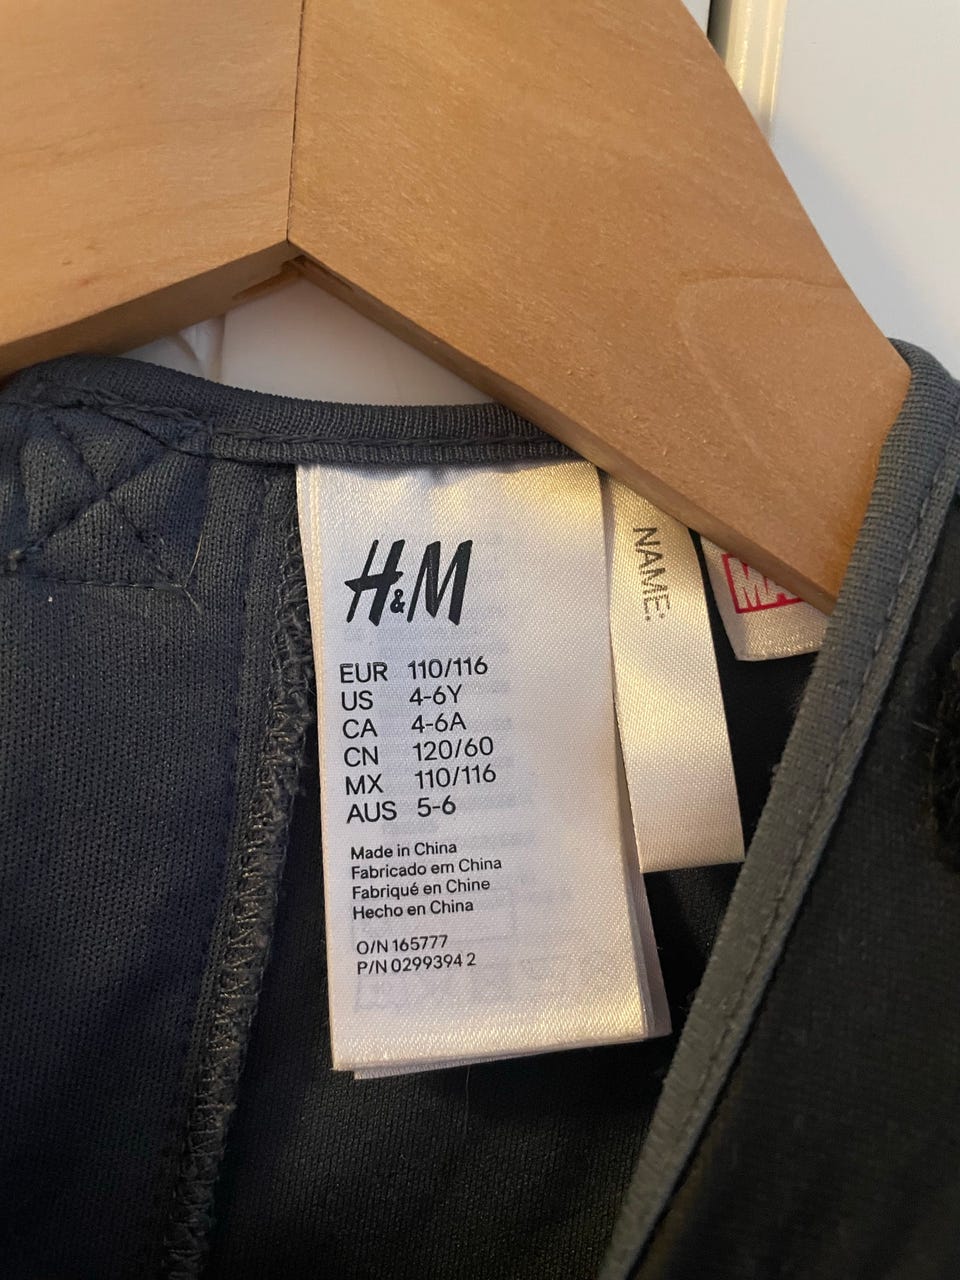 H&M
EUR 110/116
US 4-6Y
CA 4-6A
CN 120/60
MX 110/116
AUS 5-6
Made in China
Fabricado em China
Fabriqué en Chine
Hecho en China
O/N 165777
P/N 0299394 2
NAME: